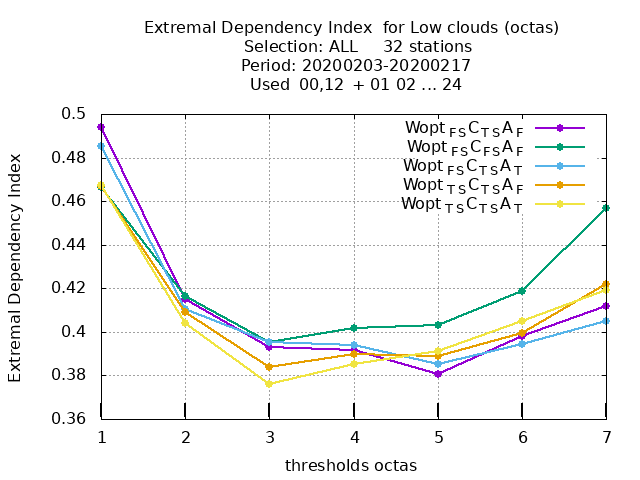 Extremal Dependency Index  for Low clouds (octas)
Selection: ALL     32 stations
Period: 20200203-20200217
Used  00,12  + 01 02 ... 24
Wopt FS C TS A F
Wopt FS C FS A F
Wopt FS C TS A T
Wopt TS C TS A F
Wopt TS C TS A T
Extremal Dependency Index
0.5
0.48
0.46
0.44
0.42
0.4
0.38
0.36
1 2 3 4 5 6 7
thresholds octas